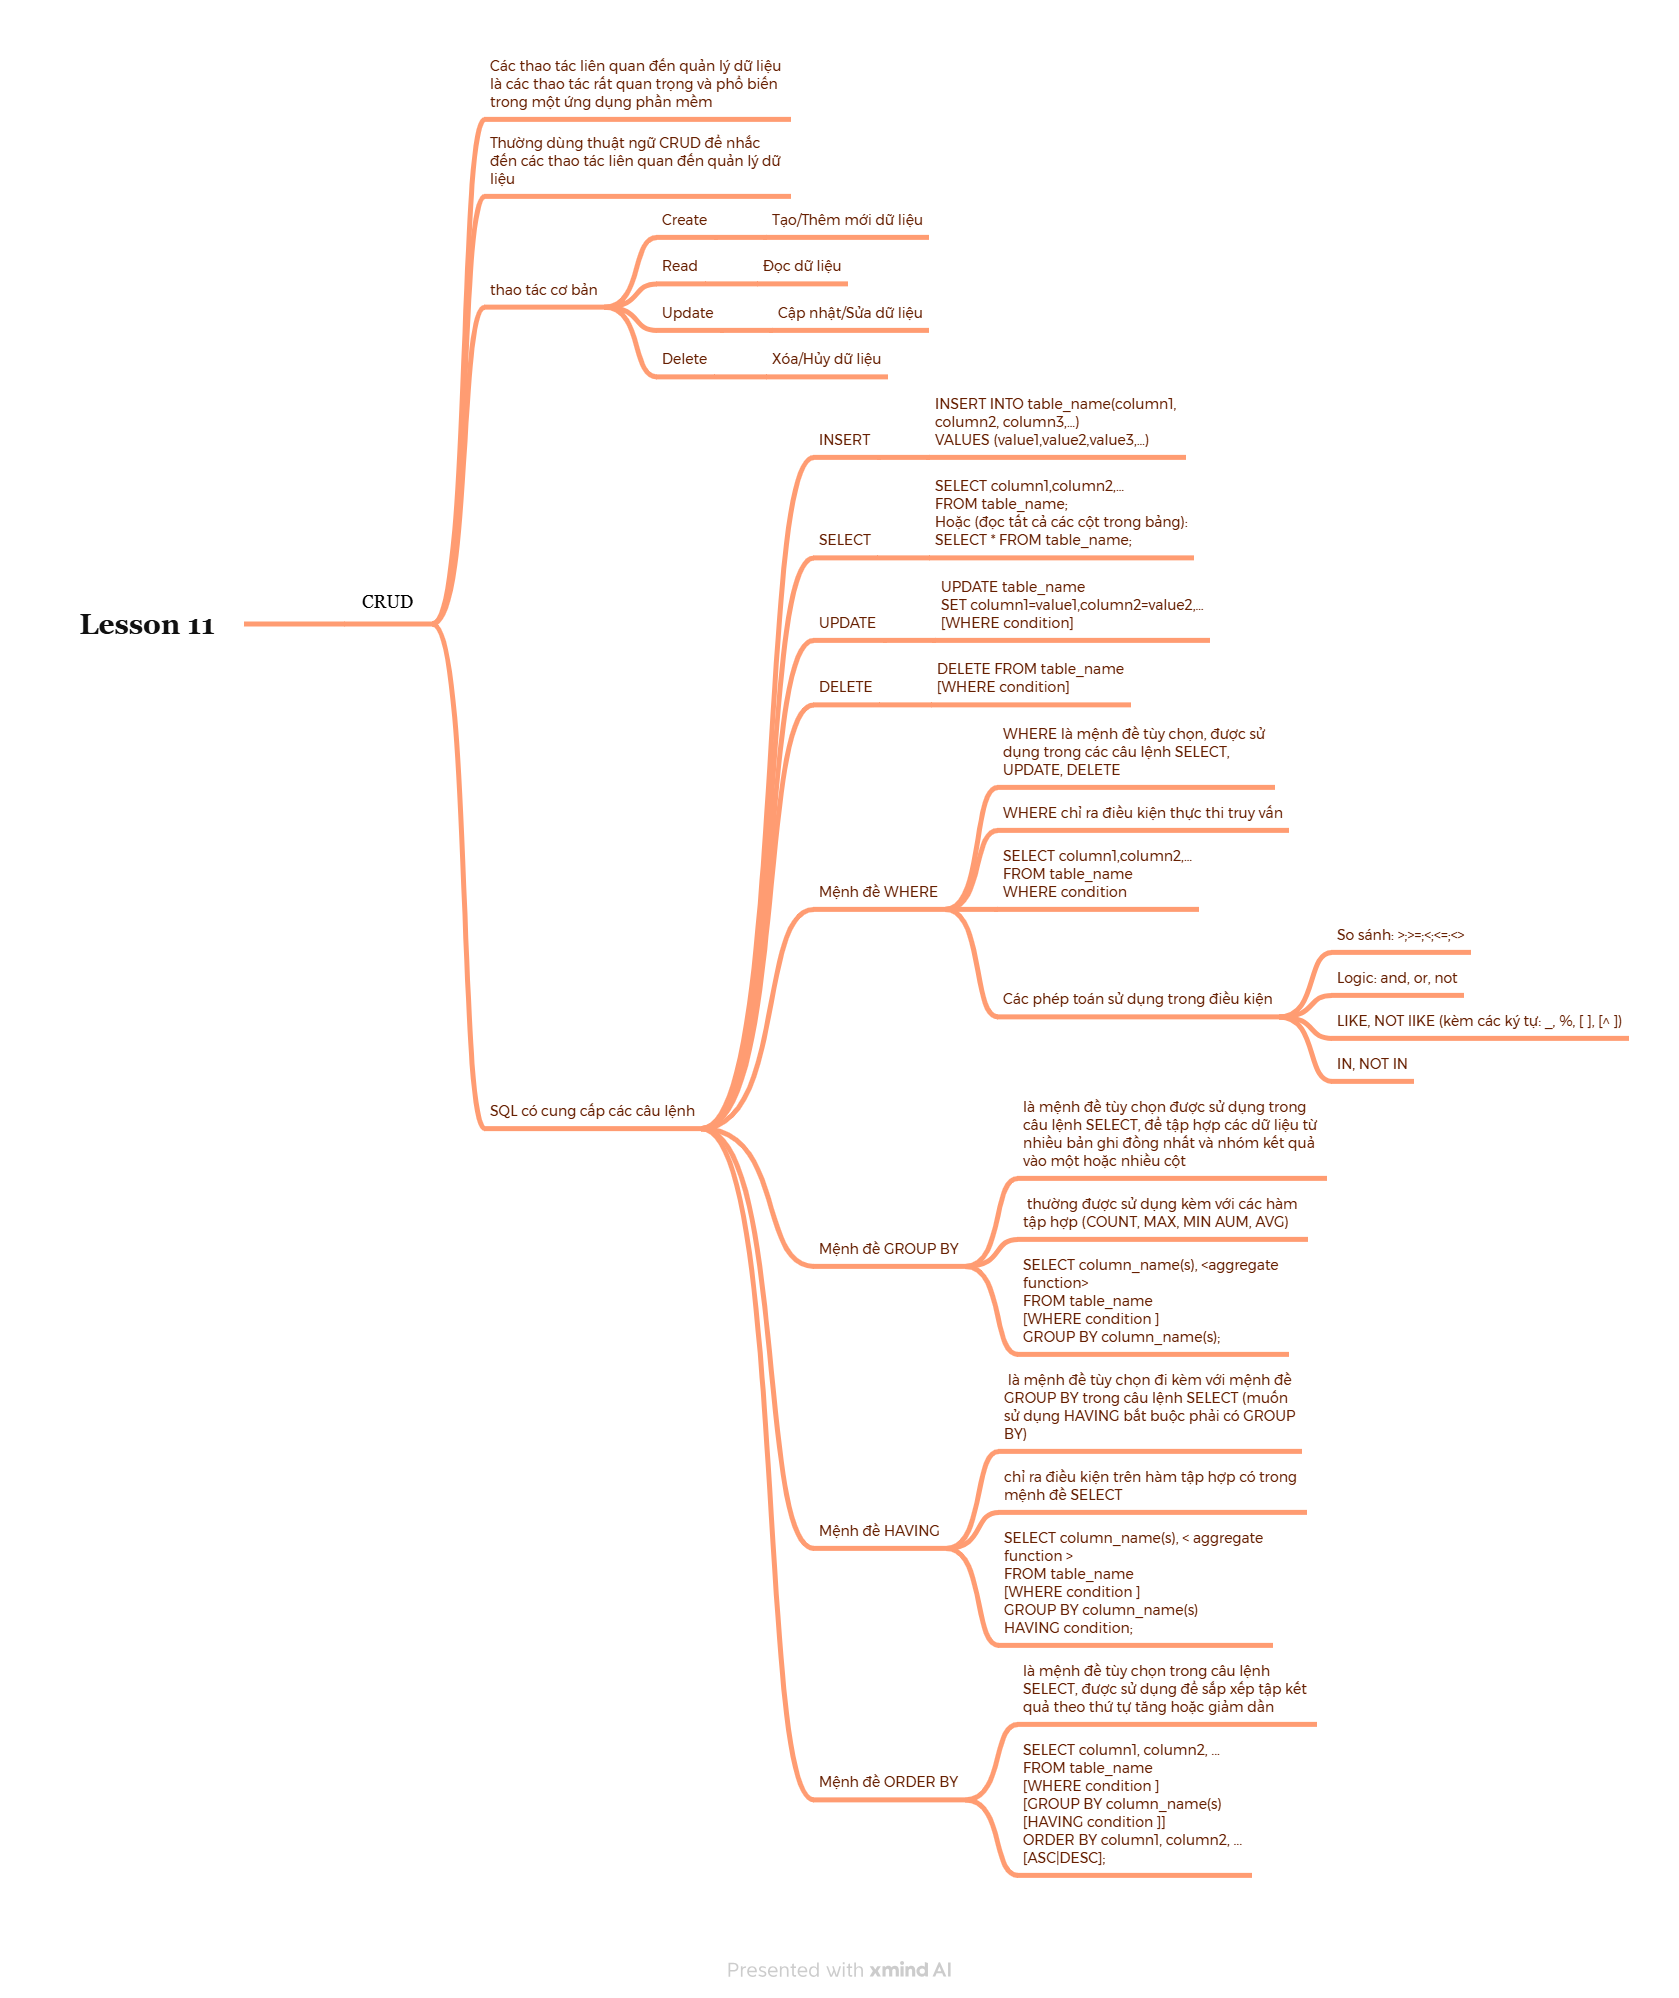 Các thao tác liên quan đến quản lý dữ liệu
là các thao tác rất quan trọng và phổ biến
trong một ứng dụng phần mềm
Thường dùng thuật ngữ CRUD để nhắc
đến các thao tác liên quan đến quản lý dữ
liệu
Create
Tạo/Thêm mới dữ liệu
Read
Đọc dữ liệu
thao tác cơ bản
Update
Cập nhật/Sửa dữ liệu
Delete
Xóa/Hủy dữ liệu
INSERT INTO table_name(column1,
column2, column3,...)
INSERT
VALUES (value1,value2,value3,...)
SELECT column1,column2,...
FROM table_name;
Hoặc (đọc tất cả các cột trong bảng):
SELECT
SELECT * FROM table_name;
UPDATE table_name
SET column1=value1,column2=value2,...
UPDATE
[WHERE condition]
CRUD
Lesson 11
DELETE FROM table_name
DELETE
[WHERE condition]
WHERE là mệnh đề tùy chọn, được sử
dụng trong các câu lệnh SELECT,
UPDATE, DELETE
WHERE chỉ ra điều kiện thực thi truy vấn
SELECT column1,column2,...
FROM table_name
Mệnh đề WHERE
WHERE condition
So sánh: >;>=;<;<=;<>
Logic: and, or, not
Các phép toán sử dụng trong điều kiện
LIKE, NOT lIKE (kèm các ký tự: _, %, [ ], [^ ])
IN, NOT IN
SQL có cung cấp các câu lệnh
là mệnh đề tùy chọn được sử dụng trong
câu lệnh SELECT, để tập hợp các dữ liệu từ
nhiều bản ghi đồng nhất và nhóm kết quả
vào một hoặc nhiều cột
thường được sử dụng kèm với các hàm
tập hợp (COUNT, MAX, MIN AUM, AVG)
Mệnh đề GROUP BY
SELECT column_name(s), <aggregate
function>
FROM table_name
[WHERE condition ]
GROUP BY column_name(s);
là mệnh đề tùy chọn đi kèm với mệnh đề
GROUP BY trong câu lệnh SELECT (muốn
sử dụng HAVING bắt buộc phải có GROUP
BY)
chỉ ra điều kiện trên hàm tập hợp có trong
mệnh đề SELECT
Mệnh đề HAVING
SELECT column_name(s), < aggregate
function >
FROM table_name
[WHERE condition ]
GROUP BY column_name(s)
HAVING condition;
là mệnh đề tùy chọn trong câu lệnh
SELECT, được sử dụng để sắp xếp tập kết
quả theo thứ tự tăng hoặc giảm dần
Mệnh đề ORDER BY
SELECT column1, column2, ...
FROM table_name
[WHERE condition ]
[GROUP BY column_name(s)
[HAVING condition ]]
ORDER BY column1, column2, ...
[ASC|DESC];
Presented with xmind AI